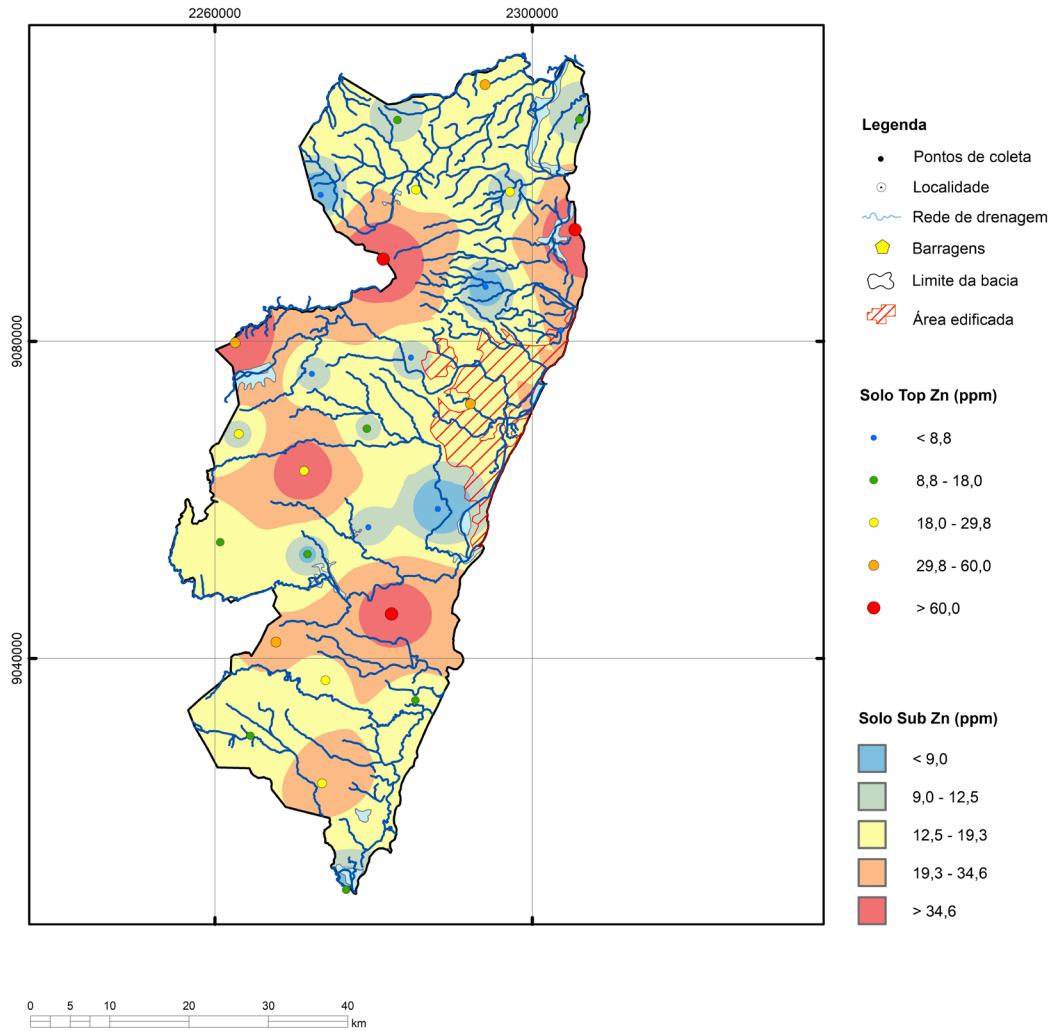 2260000 2300000
9080000
9040000
Legenda
Pontos de coleta
Localidade
Rede de drenagem
Barragens
Limite da bacia
Área edificada
Solo Top Zn (ppm)
< 8,8
8,8 - 18,0
18,0 - 29,8
29,8 - 60,0
> 60,0
Solo Sub Zn (ppm)
< 9,0
9,0 - 12,5
12,5 - 19,3
19,3 - 34,6
> 34,6
0 5 10 20 30 40
km